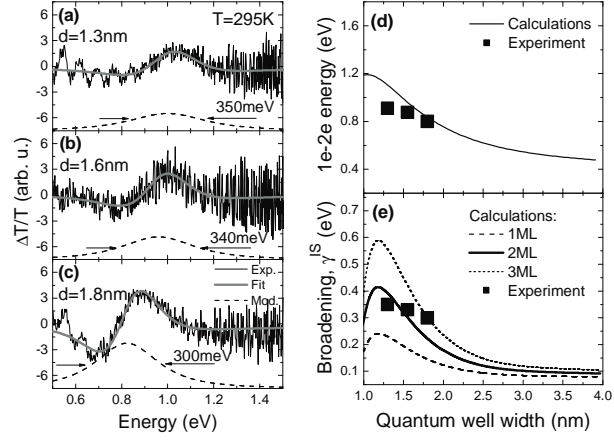 (a)
T=295K
d=1.3nm
350meV
3
0
-3
-6
(b)
d=1.6nm
340meV
6
3
0
-3
-6
(c)
d=1.8nm
Exp.
Fit
Mod.
300meV
6
3
0
-3
-6
ΔT/T (arb. u.)
0.6 0.8 1.0 1.2 1.4
Energy (eV)
(d)
Calculations
Experiment
2.0
1.6
1.2
0.8
0.4
1e-2e energy (eV)
(e)
Calculations:
1ML
2ML
3ML
Experiment
0.7
0.6
0.5
0.4
0.3
0.2
0.1
Broadening, γ^IS (eV)
1.0 1.5 2.0 2.5 3.0 3.5 4.0
Quantum well width (nm)